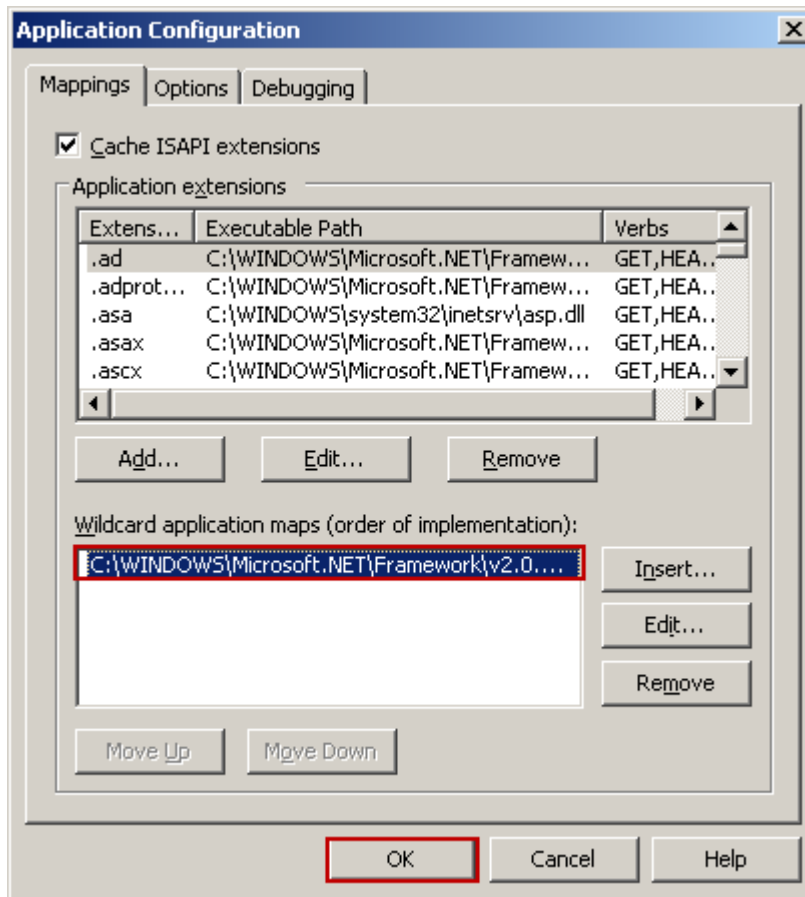 Application Configuration
Mappings Options Debugging
Cache ISAPI extensions
Application extensions
Extens... Executable Path Verbs
.ad C:\WINDOWS\Microsoft.NET\Framew... GET,HEA..
.adprot... C:\WINDOWS\Microsoft.NET\Framew... GET,HEA..
.asa C:\WINDOWS\system32\inetsrv\asp.dll GET,HEA..
.asax C:\WINDOWS\Microsoft.NET\Framew... GET,HEA..
.ascx C:\WINDOWS\Microsoft.NET\Framew... GET,HEA..
Add... Edit... Remove
Wildcard application maps (order of implementation):
C:\WINDOWS\Microsoft.NET\Framework\v2.0.... Insert...
Edit...
Remove
Move Up Move Down
OK Cancel Help